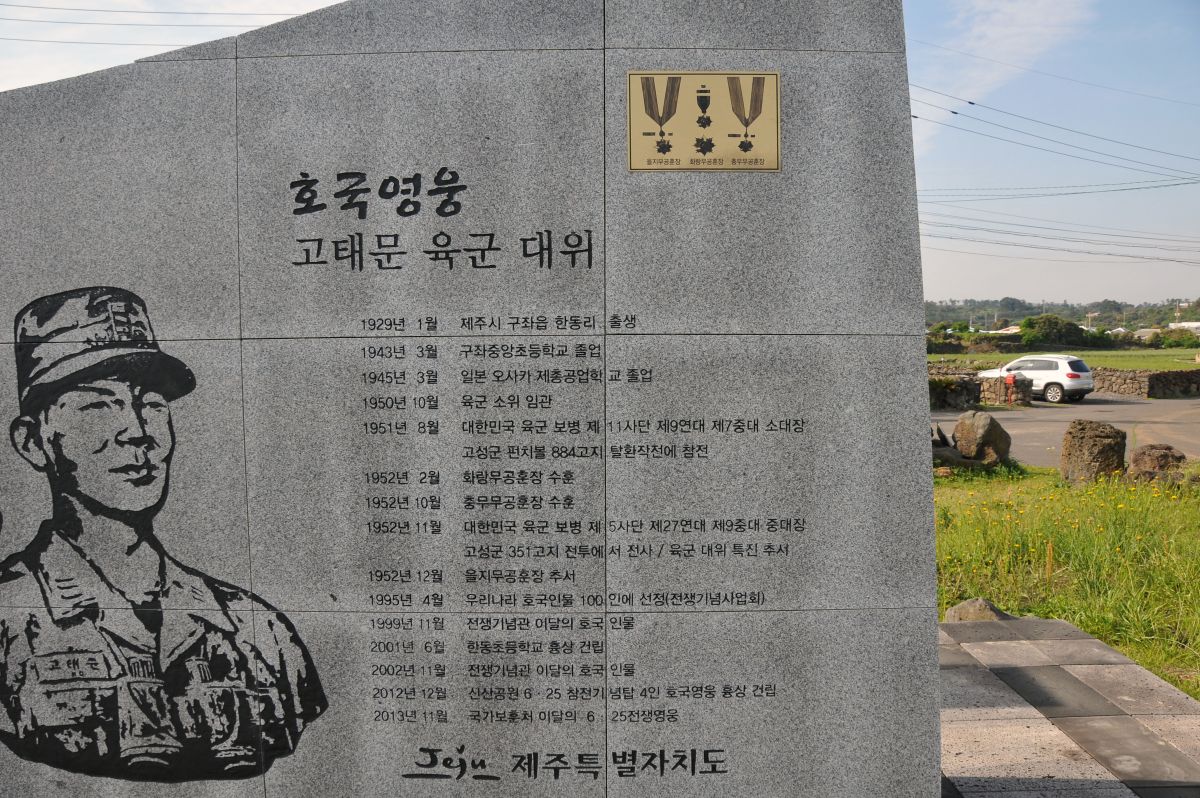 을지무공훈장 화랑무공훈장 충무무공훈장
호국영웅
고태문 육군 대위
1929년 1월 제주시 구좌읍 한동리 출생
1943년 3월 구좌중앙초등학교 졸업
1945년 3월 일본 오사카 제총공업학교 졸업
1950년 10월 육군 소위 임관
1951년 8월 대한민국 육군 보병 제11사단 제9연대 제7중대 소대장
고성군 펀치볼 884고지 탈환작전에 참전
1952년 2월 화랑무공훈장 수훈
1952년 10월 충무무공훈장 수훈
1952년 11월 대한민국 육군 보병 제5사단 제27연대 제9중대 중대장
고성군 351고지 전투에서 전사 / 육군 대위 특진 추서
1952년 12월 을지무공훈장 추서
1995년 4월 우리나라 호국인물 100인에 선정(전쟁기념사업회)
1999년 11월 전쟁기념관 이달의 호국인물
2001년 6월 한동초등학교 흉상 건립
2002년 11월 전쟁기념관 이달의 호국인물
2012년 12월 신산공원 6·25 참전기념탑 4인 호국영웅 흉상 건립
2013년 11월 국가보훈처 이달의 6·25전쟁영웅
고태문
Jeju 제주특별자치도